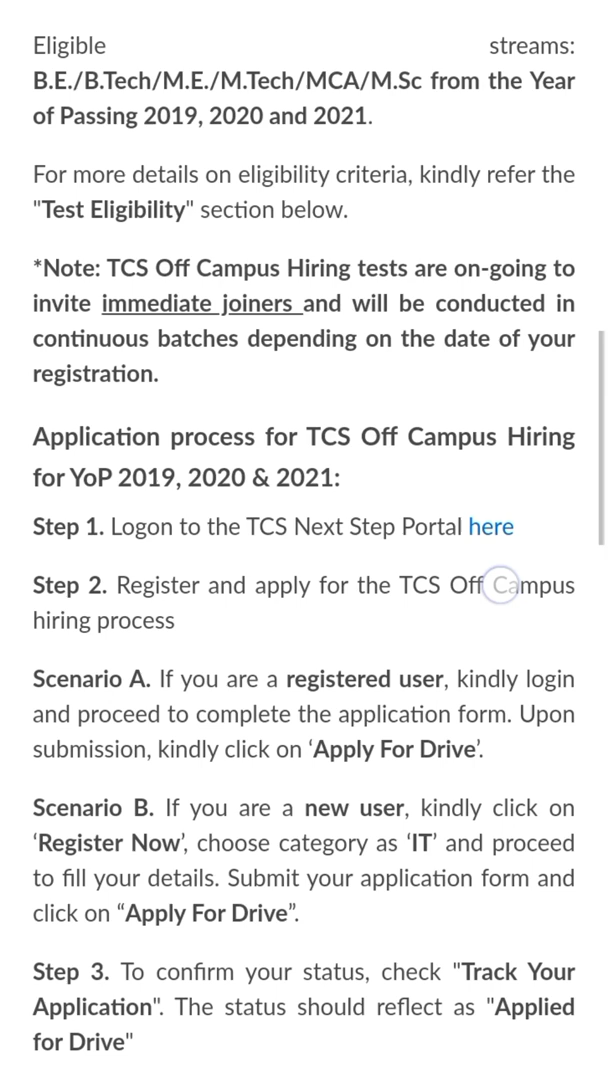 Eligible streams:
B.E./B.Tech/M.E./M.Tech/MCA/M.Sc from the Year
of Passing 2019, 2020 and 2021.
For more details on eligibility criteria, kindly refer the
"Test Eligibility" section below.
*Note: TCS Off Campus Hiring tests are on-going to
invite immediate joiners and will be conducted in
continuous batches depending on the date of your
registration.
Application process for TCS Off Campus Hiring
for YoP 2019, 2020 & 2021:
Step 1. Logon to the TCS Next Step Portal here
Step 2. Register and apply for the TCS Off Campus
hiring process
Scenario A. If you are a registered user, kindly login
and proceed to complete the application form. Upon
submission, kindly click on ‘Apply For Drive’.
Scenario B. If you are a new user, kindly click on
‘Register Now’, choose category as ‘IT’ and proceed
to fill your details. Submit your application form and
click on “Apply For Drive”.
Step 3. To confirm your status, check "Track Your
Application". The status should reflect as "Applied
for Drive"